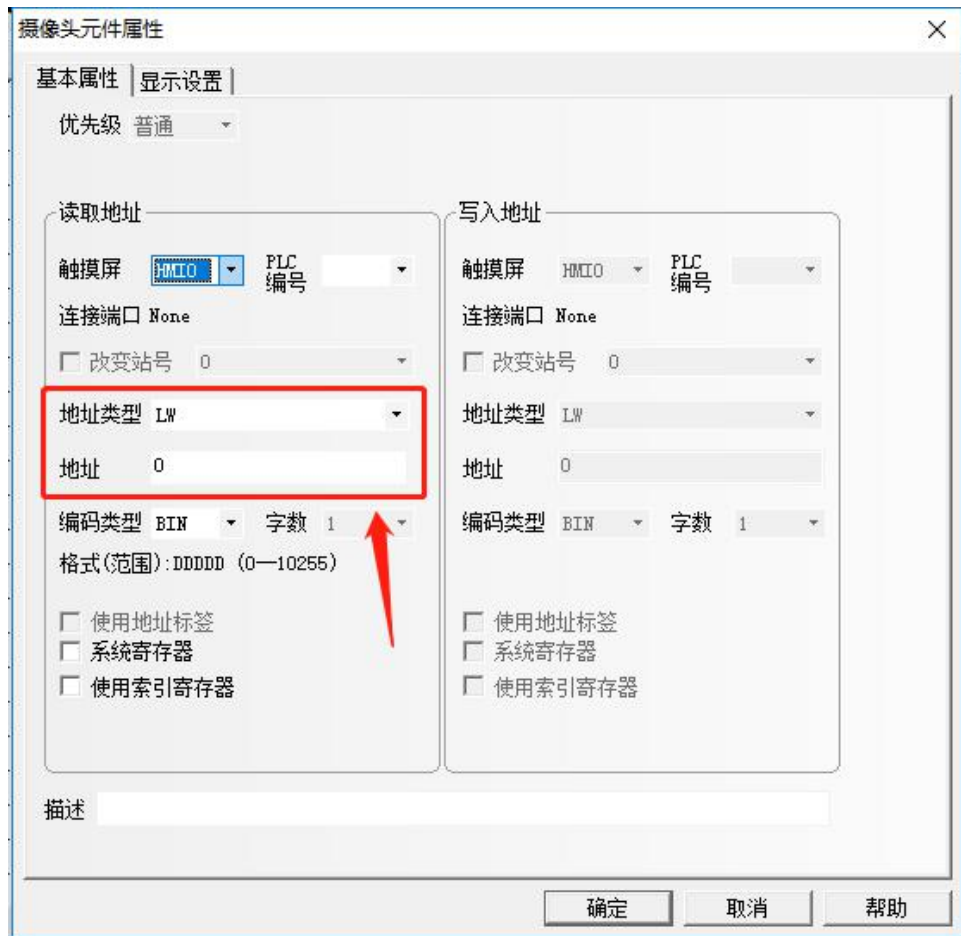 摄像头元件属性
基本属性 显示设置
优先级 普通
读取地址
触摸屏 HMI0 PLC编号
连接端口 None
改变站号 0
地址类型 LW
地址 0
编码类型 BIN 字数 1
格式(范围):DDDDD (0—10255)
使用地址标签
系统寄存器
使用索引寄存器
写入地址
触摸屏 HMI0 PLC编号
连接端口 None
改变站号 0
地址类型 LW
地址 0
编码类型 BIN 字数 1
使用地址标签
系统寄存器
使用索引寄存器
描述
确定 取消 帮助